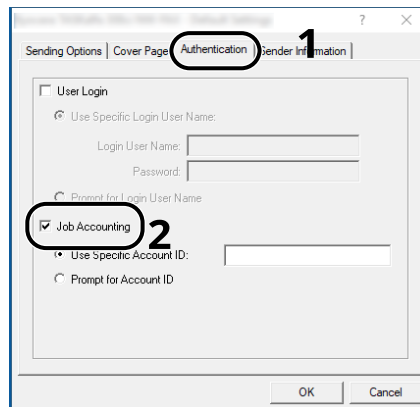 ? ×
Sending Options Cover Page Authentication Sender Information
1
User Login
Use Specific Login User Name:
Login User Name:
Password:
Prompt for Login User Name
Job Accounting
2
Use Specific Account ID:
Prompt for Account ID
OK Cancel